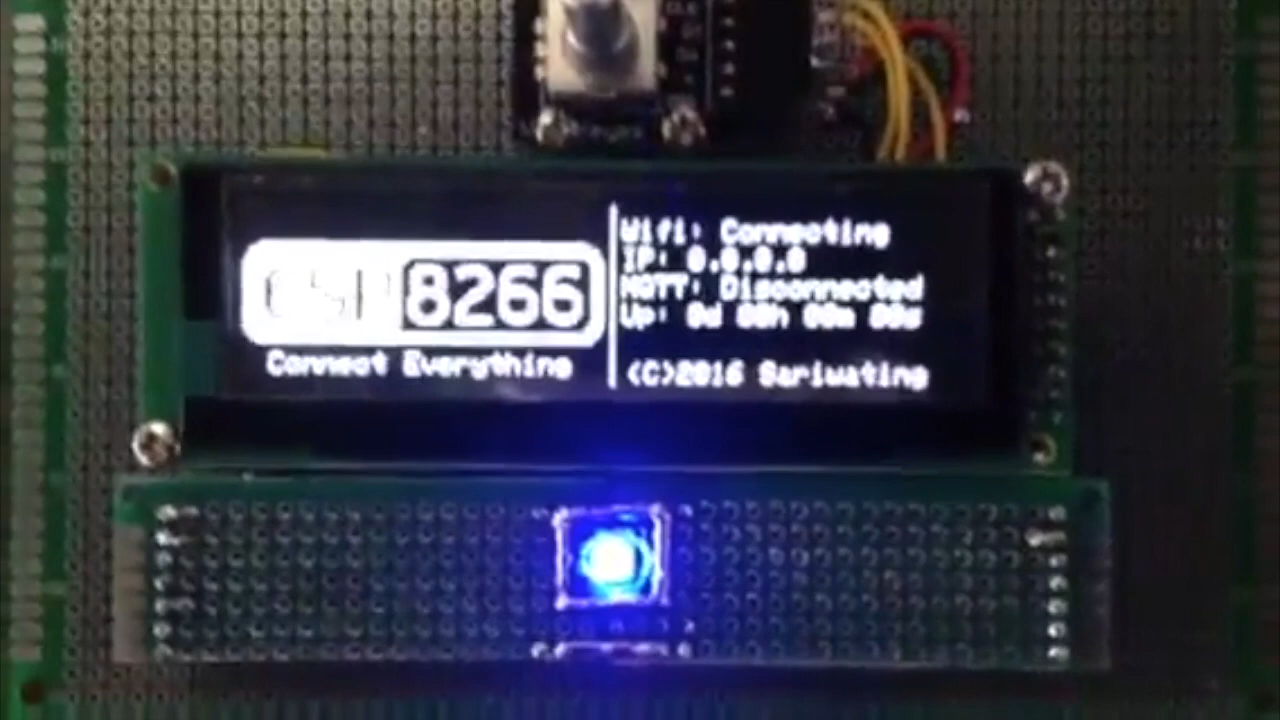 ESP8266
Connect Everything
Wifi: Connecting
IP: 0.0.0.0
MQTT: Disconnected
Up: 0d 00h 00m 00s
(C)2016 Sariwating